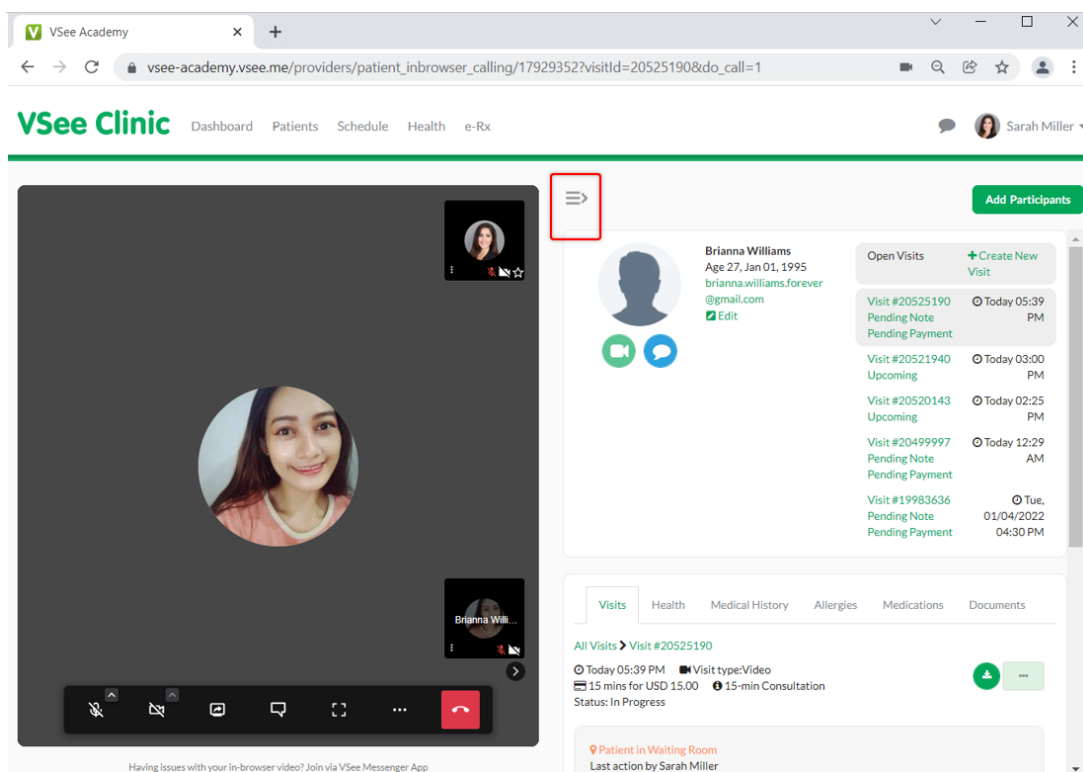 VSee Academy
vsee-academy.vsee.me/providers/patient_inbrowser_calling/17929352?visitId=20525190&do_call=1
VSee Clinic Dashboard Patients Schedule Health e-Rx Sarah Miller
Add Participants
Brianna Williams
Age 27, Jan 01, 1995
brianna.williams.forever
@gmail.com
Edit
Open Visits +Create New
Visit
Visit #20525190 Today 05:39
Pending Note PM
Pending Payment
Visit #20521940 Today 03:00
Upcoming PM
Visit #20520143 Today 02:25
Upcoming PM
Visit #20499997 Today 12:29
Pending Note AM
Pending Payment
Visit #19983636 Tue,
Pending Note 01/04/2022
Pending Payment 04:30 PM
Brianna Willi...
Having issues with your in-browser video? Join via VSee Messenger App
Visits Health Medical History Allergies Medications Documents
All Visits > Visit #20525190
Today 05:39 PM Visit type:Video
15 mins for USD 15.00 15-min Consultation
Status: In Progress
Patient in Waiting Room
Last action by Sarah Miller